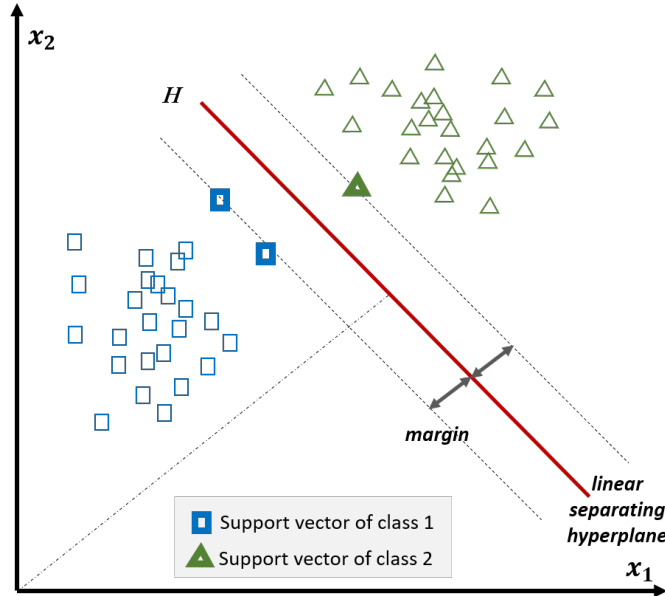 x₂
H
margin
linear
separating
hyperplane
Support vector of class 1
Support vector of class 2
x₁